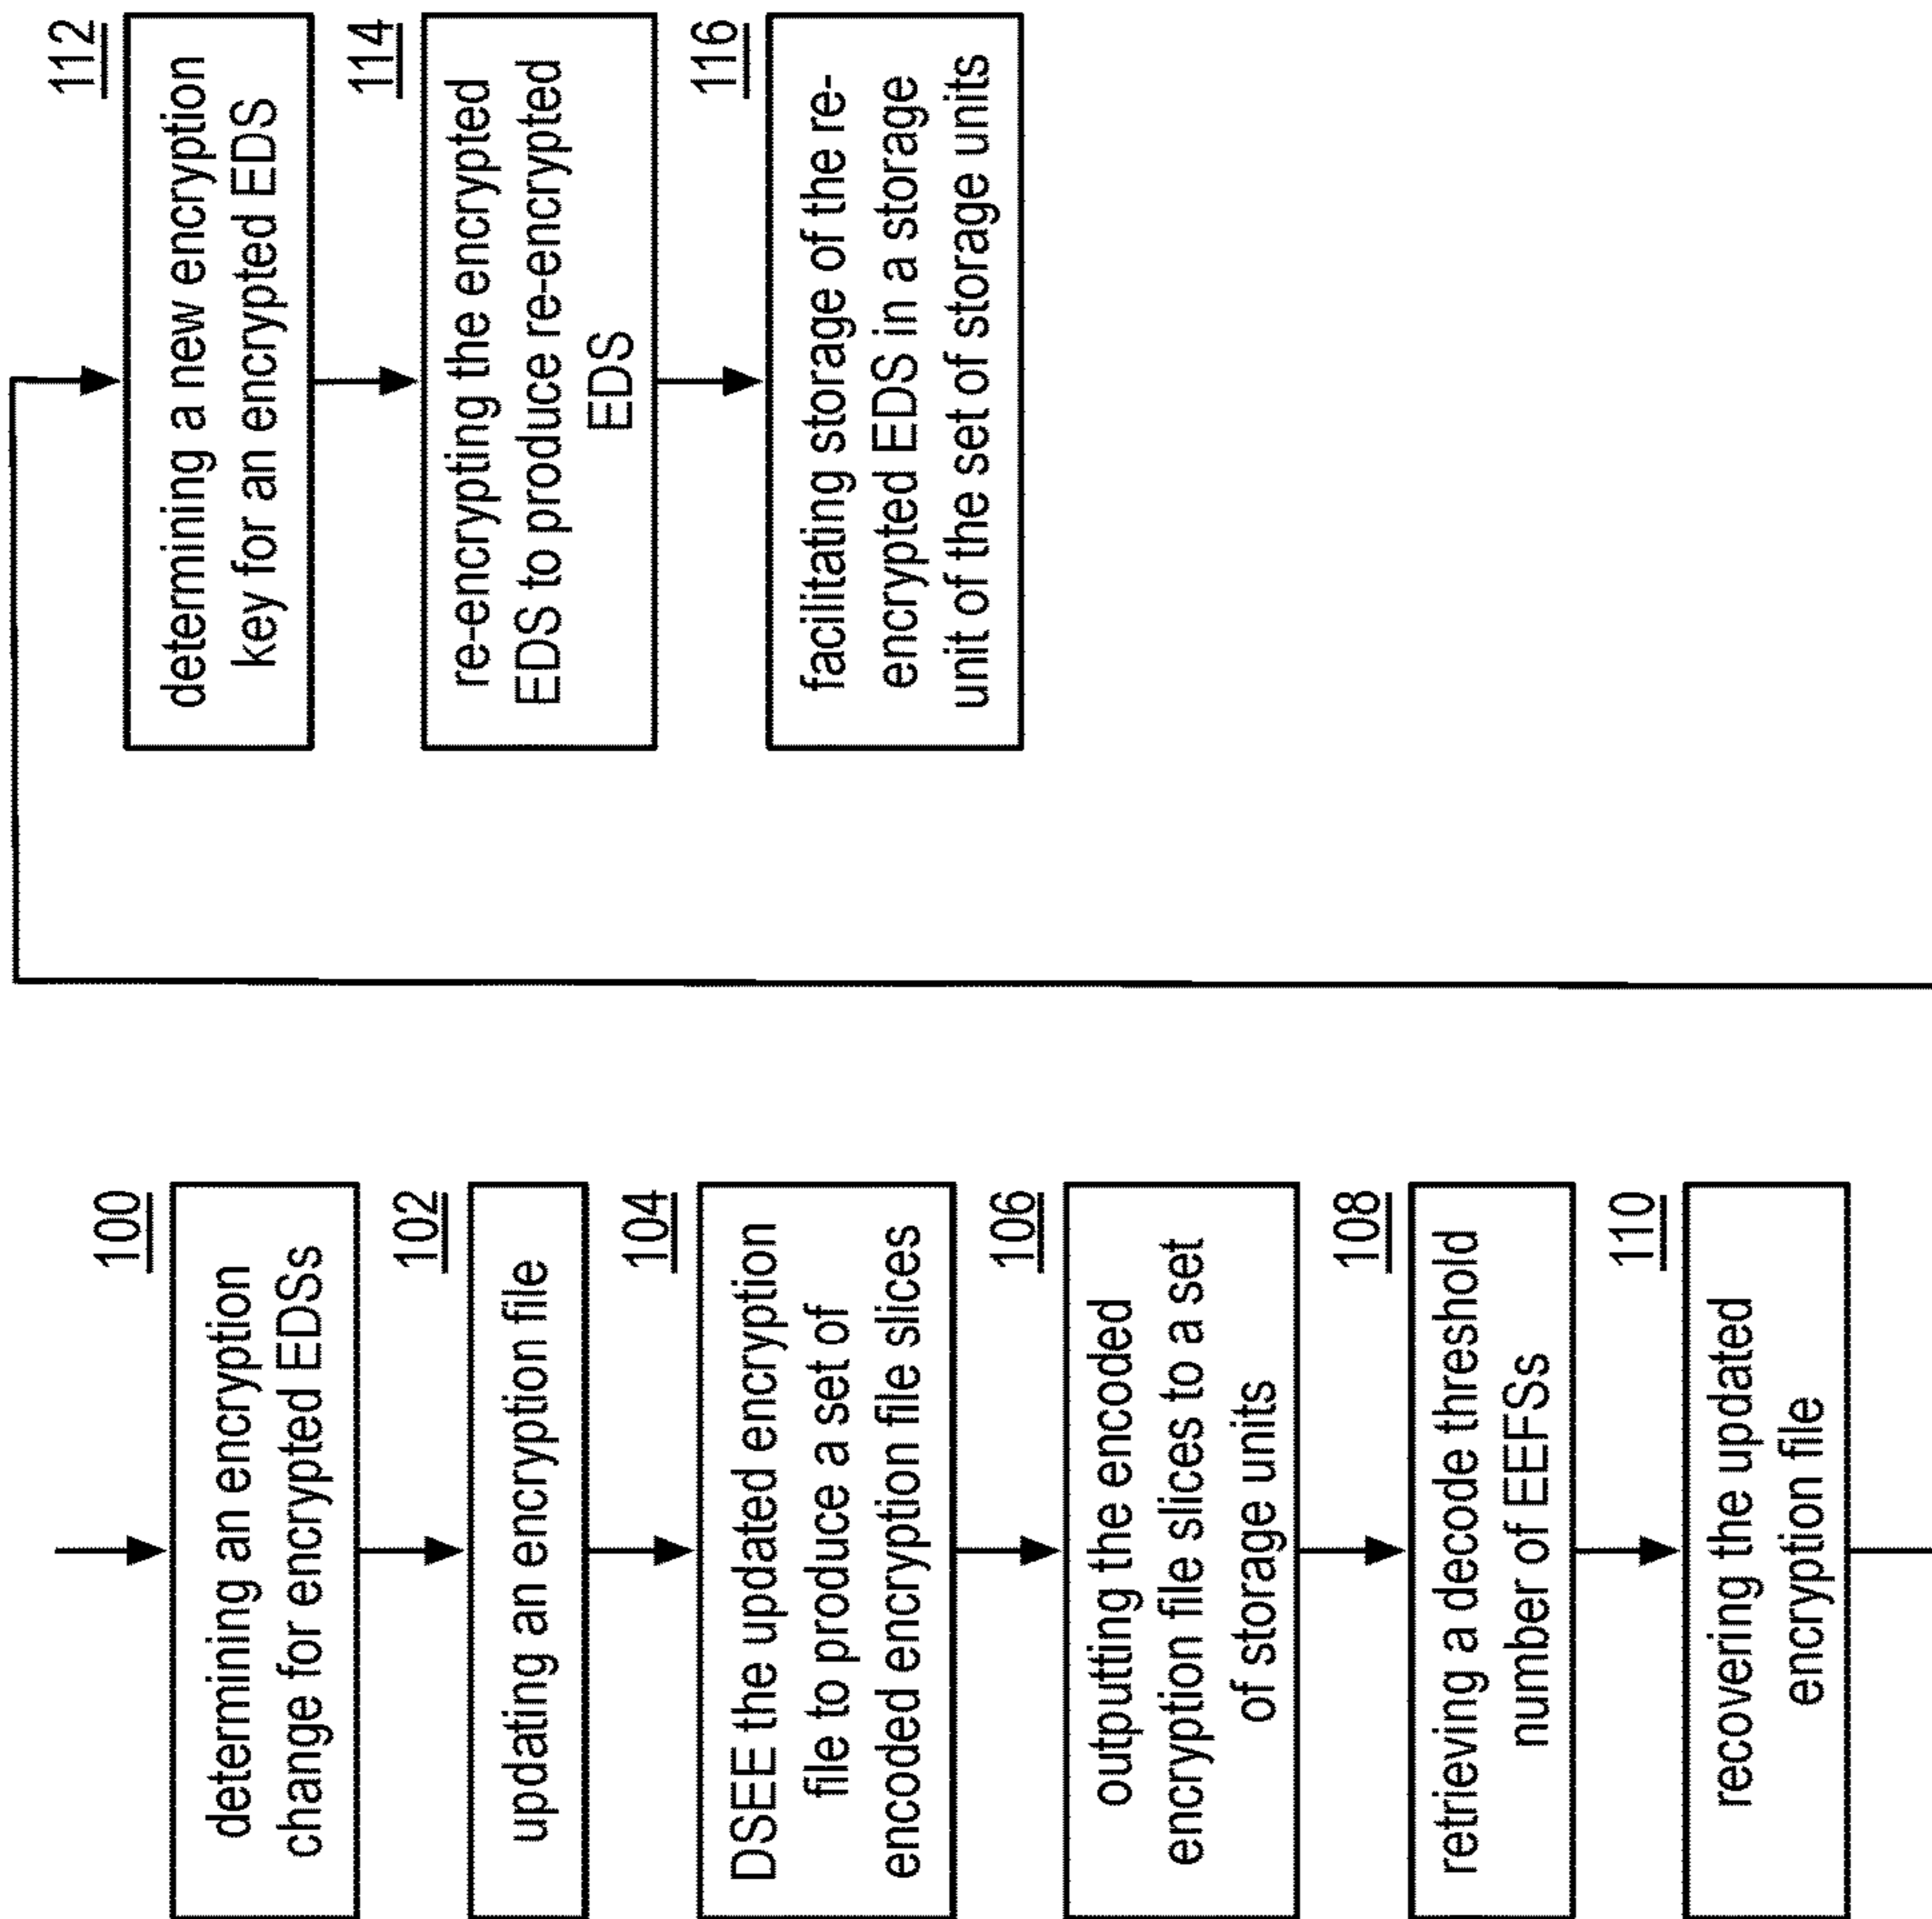 100
determining an encryption
change for encrypted EDSs
102
updating an encryption file
104
DSEE the updated encryption
file to produce a set of
encoded encryption file slices
106
outputting the encoded
encryption file slices to a set
of storage units
108
retrieving a decode threshold
number of EEFSs
110
recovering the updated
encryption file
112
determining a new encryption
key for an encrypted EDS
114
re-encrypting the encrypted
EDS to produce re-encrypted
EDS
116
facilitating storage of the re-
encrypted EDS in a storage
unit of the set of storage units